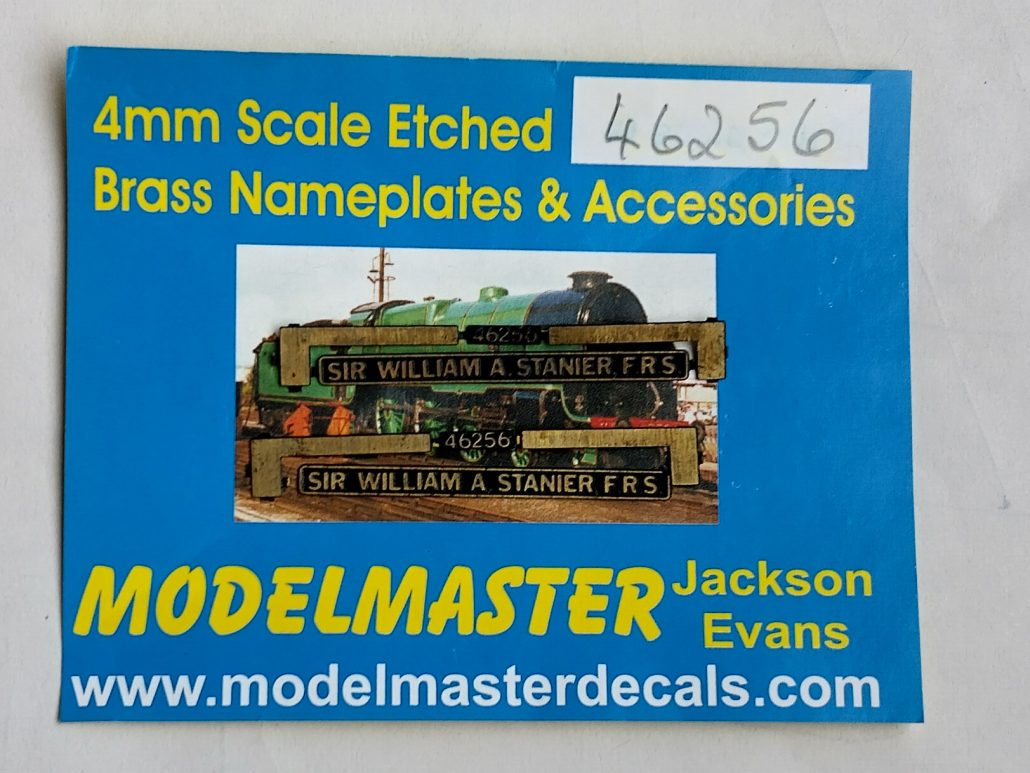 4mm Scale Etched 46256
Brass Nameplates & Accessories
46256
SIR WILLIAM A. STANIER. F.R.S
46256
SIR WILLIAM A. STANIER F.R.S
MODELMASTER Jackson
Evans
www.modelmasterdecals.com